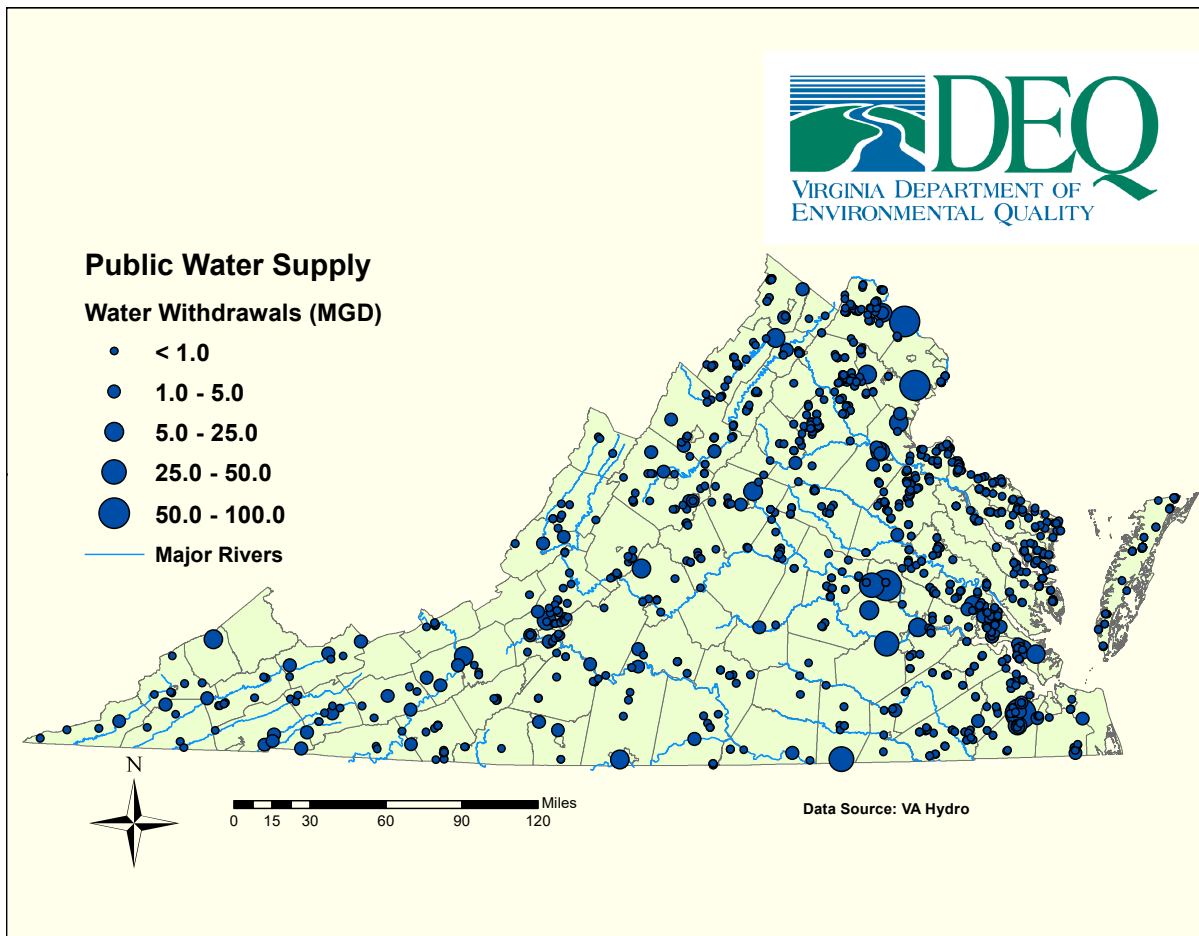 DEQ
VIRGINIA DEPARTMENT OF
ENVIRONMENTAL QUALITY
Public Water Supply
Water Withdrawals (MGD)
< 1.0
1.0 - 5.0
5.0 - 25.0
25.0 - 50.0
50.0 - 100.0
Major Rivers
N
Miles
0 15 30 60 90 120
Data Source: VA Hydro